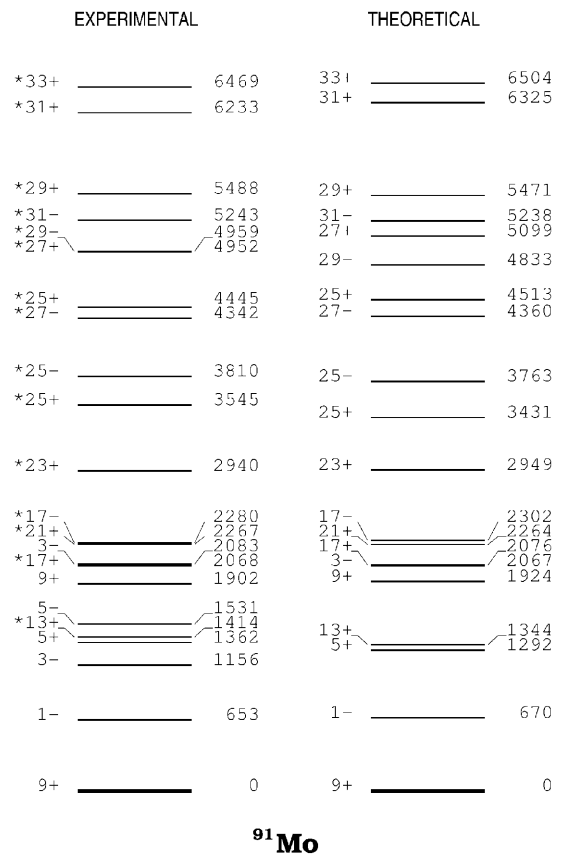 EXPERIMENTAL THEORETICAL
*33+ 6469 33+ 6504
*31+ 6233 31+ 6325
*29+ 5488 29+ 5471
*31- 5243 31- 5238
*29- 4959 27+ 5099
*27+ 4952 29- 4833
*25+ 4445 25+ 4513
*27- 4342 27- 4360
*25- 3810 25- 3763
*25+ 3545 25+ 3431
*23+ 2940 23+ 2949
*17- 2280 17- 2302
*21+ 2267 21+ 2264
3- 2083 17+ 2076
*17+ 2068 3- 2067
9+ 1902 9+ 1924
5- 1531
*13+ 1414 13+ 1344
5+ 1362 5+ 1292
3- 1156
1- 653 1- 670
9+ 0 9+ 0
⁹¹Mo